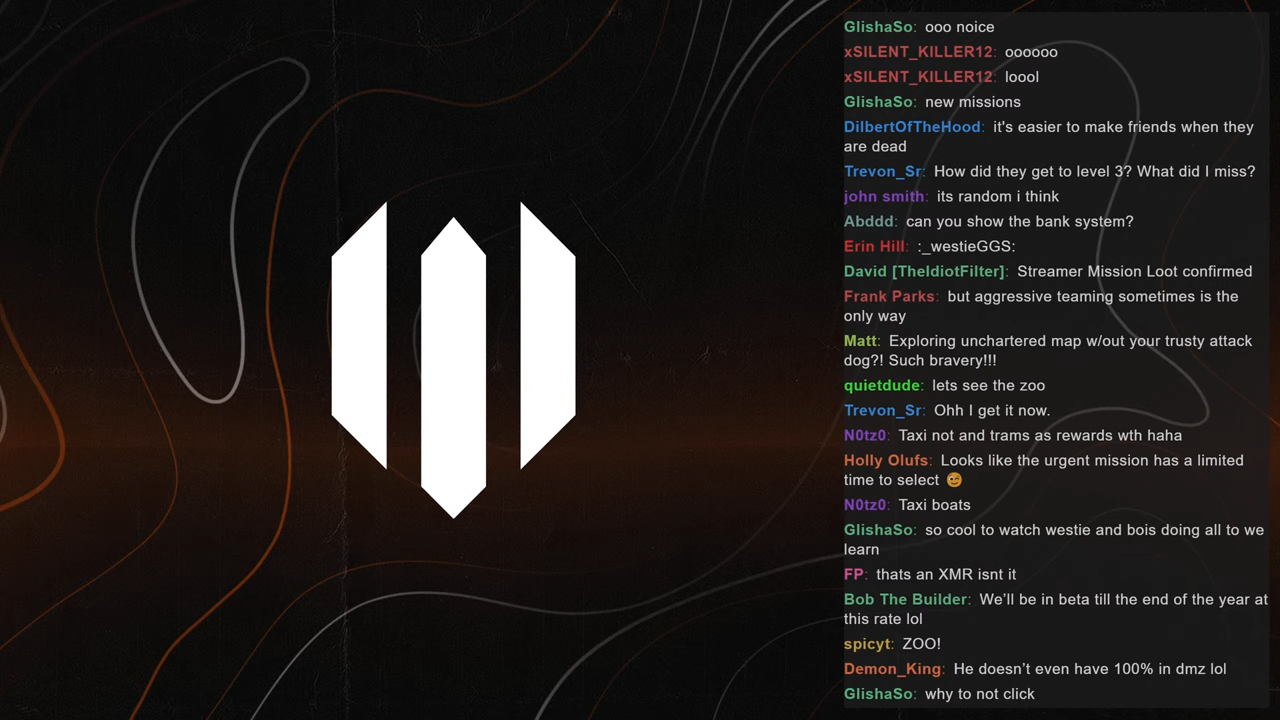 GlishaSo: ooo noice
xSILENT_KILLER12: oooooo
xSILENT_KILLER12: loool
GlishaSo: new missions
DilbertOfTheHood: it's easier to make friends when they
are dead
Trevon_Sr: How did they get to level 3? What did I miss?
john smith: its random i think
Abddd: can you show the bank system?
Erin Hill: :_westieGGS:
David [TheIdiotFilter]: Streamer Mission Loot confirmed
Frank Parks: but aggressive teaming sometimes is the
only way
Matt: Exploring unchartered map w/out your trusty attack
dog?! Such bravery!!!
quietdude: lets see the zoo
Trevon_Sr: Ohh I get it now.
N0tz0: Taxi not and trams as rewards wth haha
Holly Olufs: Looks like the urgent mission has a limited
time to select 😉
N0tz0: Taxi boats
GlishaSo: so cool to watch westie and bois doing all to we
learn
FP: thats an XMR isnt it
Bob The Builder: We'll be in beta till the end of the year at
this rate lol
spicyt: ZOO!
Demon_King: He doesn't even have 100% in dmz lol
GlishaSo: why to not click